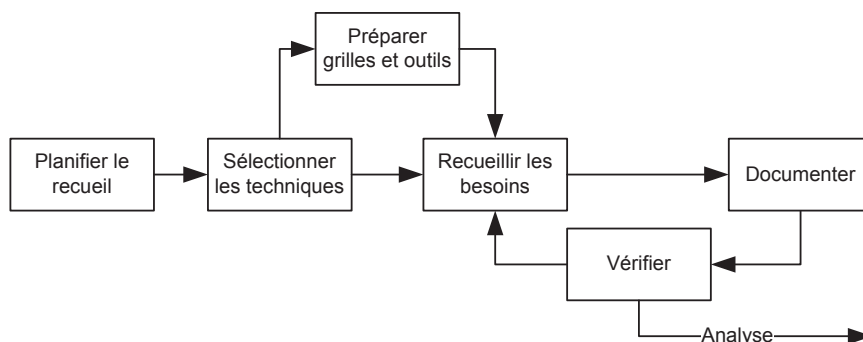 Préparer
grilles et outils
Planifier le
recueil
Sélectionner
les techniques
Recueillir les
besoins
Documenter
Vérifier
Analyse